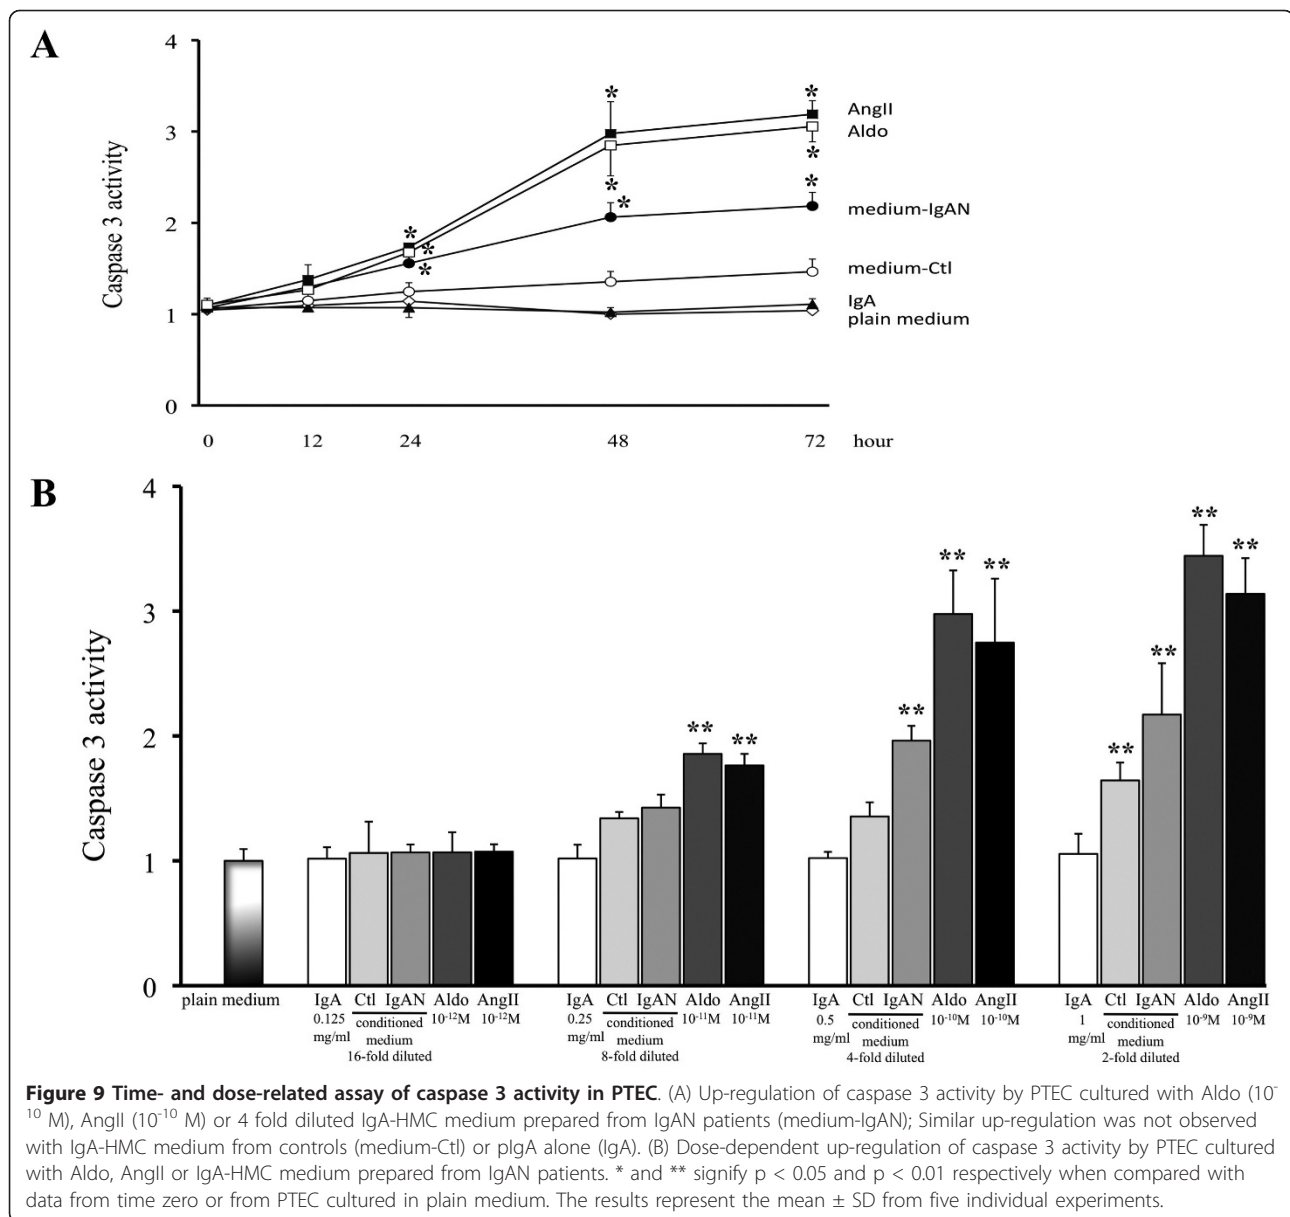 A
4
3
2
1
0
Caspase 3 activity
*
*
*
*
*
*
*
*
*
AngII
Aldo
medium-IgAN
medium-Ctl
IgA
plain medium
0 12 24 48 72 hour
B
4
3
2
1
0
Caspase 3 activity
** ** ** ** ** ** ** ** **
plain medium
IgA Ctl IgAN Aldo AngII
0.125 mg/ml conditioned medium 10⁻¹²M 10⁻¹²M
16-fold diluted
IgA Ctl IgAN Aldo AngII
0.25 mg/ml conditioned medium 10⁻¹¹M 10⁻¹¹M
8-fold diluted
IgA Ctl IgAN Aldo AngII
0.5 mg/ml conditioned medium 10⁻¹⁰M 10⁻¹⁰M
4-fold diluted
IgA Ctl IgAN Aldo AngII
1 mg/ml conditioned medium 10⁻⁹M 10⁻⁹M
2-fold diluted
Figure 9 Time- and dose-related assay of caspase 3 activity in PTEC. (A) Up-regulation of caspase 3 activity by PTEC cultured with Aldo (10⁻
¹⁰ M), AngII (10⁻¹⁰ M) or 4 fold diluted IgA-HMC medium prepared from IgAN patients (medium-IgAN); Similar up-regulation was not observed
with IgA-HMC medium from controls (medium-Ctl) or pIgA alone (IgA). (B) Dose-dependent up-regulation of caspase 3 activity by PTEC cultured
with Aldo, AngII or IgA-HMC medium prepared from IgAN patients. * and ** signify p < 0.05 and p < 0.01 respectively when compared with
data from time zero or from PTEC cultured in plain medium. The results represent the mean ± SD from five individual experiments.